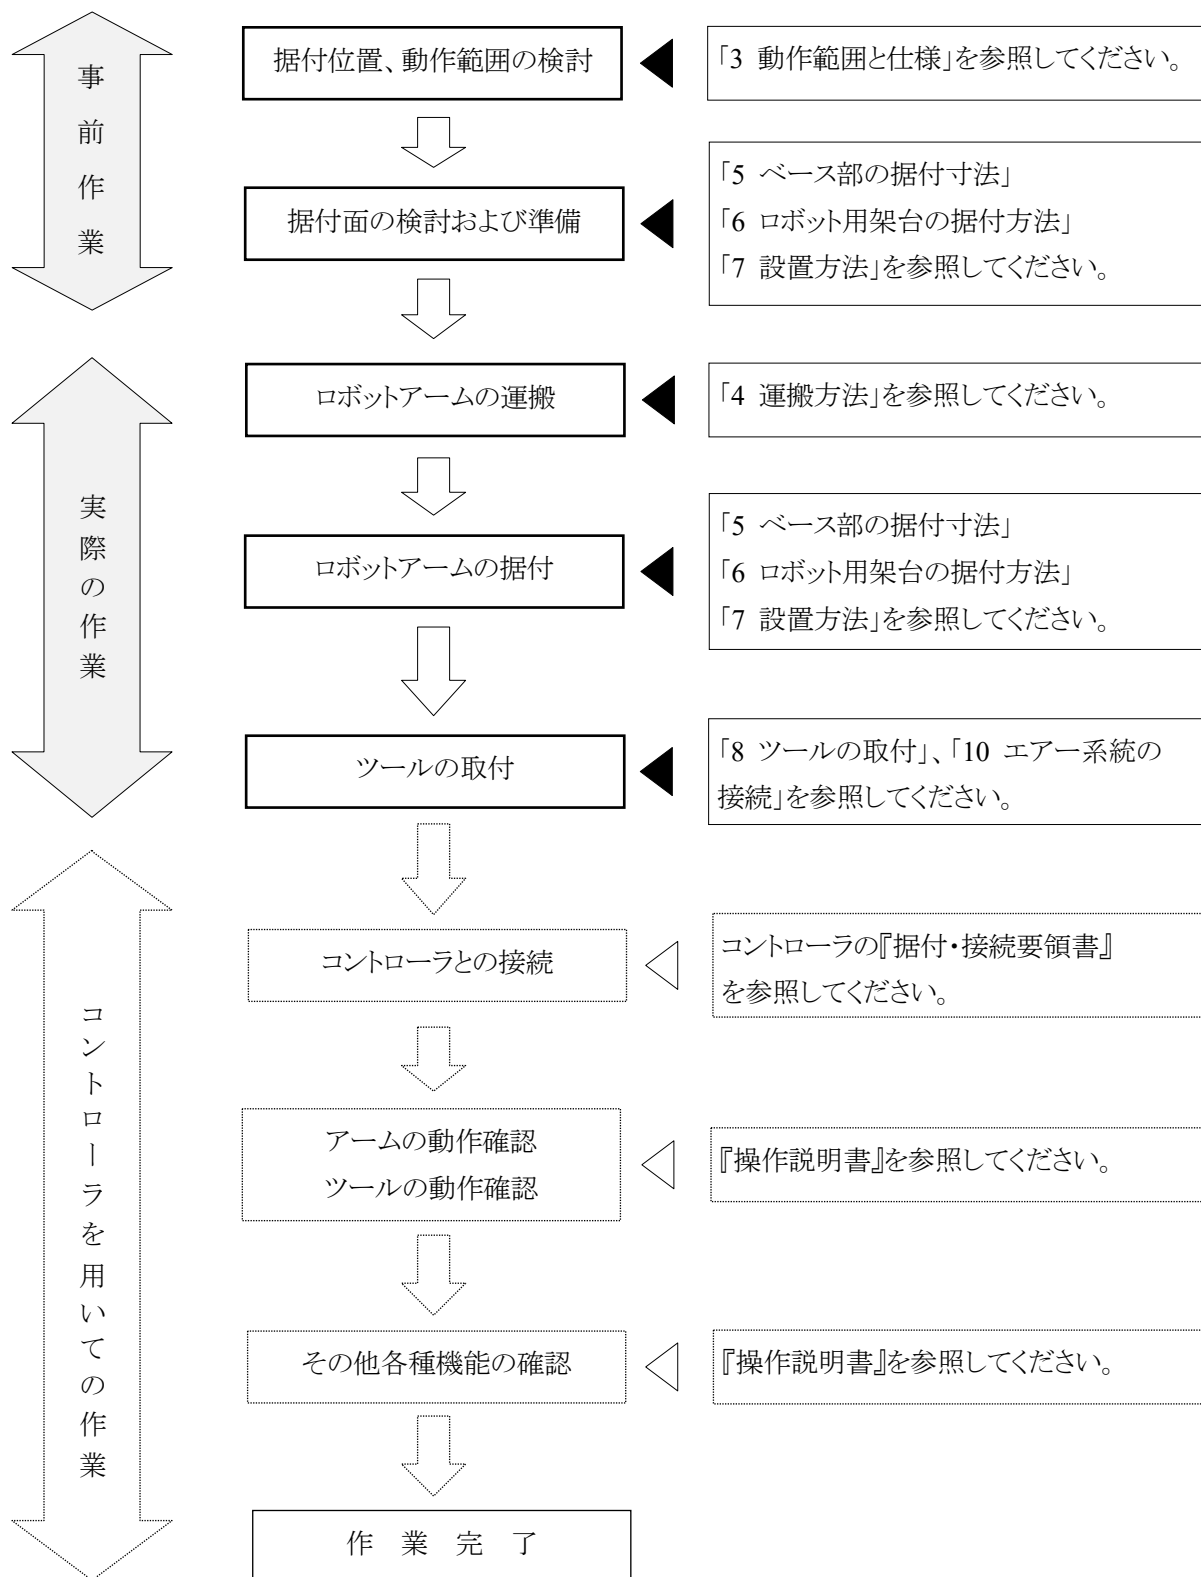 事前作業
据付位置、動作範囲の検討
「3 動作範囲と仕様」を参照してください。
据付面の検討および準備
「5 ベース部の据付寸法」
「6 ロボット用架台の据付方法」
「7 設置方法」を参照してください。
実際の作業
ロボットアームの運搬
「4 運搬方法」を参照してください。
ロボットアームの据付
「5 ベース部の据付寸法」
「6 ロボット用架台の据付方法」
「7 設置方法」を参照してください。
ツールの取付
「8 ツールの取付」、「10 エアー系統の
接続」を参照してください。
コントローラを用いての作業
コントローラとの接続
コントローラの『据付・接続要領書』
を参照してください。
アームの動作確認
ツールの動作確認
『操作説明書』を参照してください。
その他各種機能の確認
『操作説明書』を参照してください。
作 業 完 了